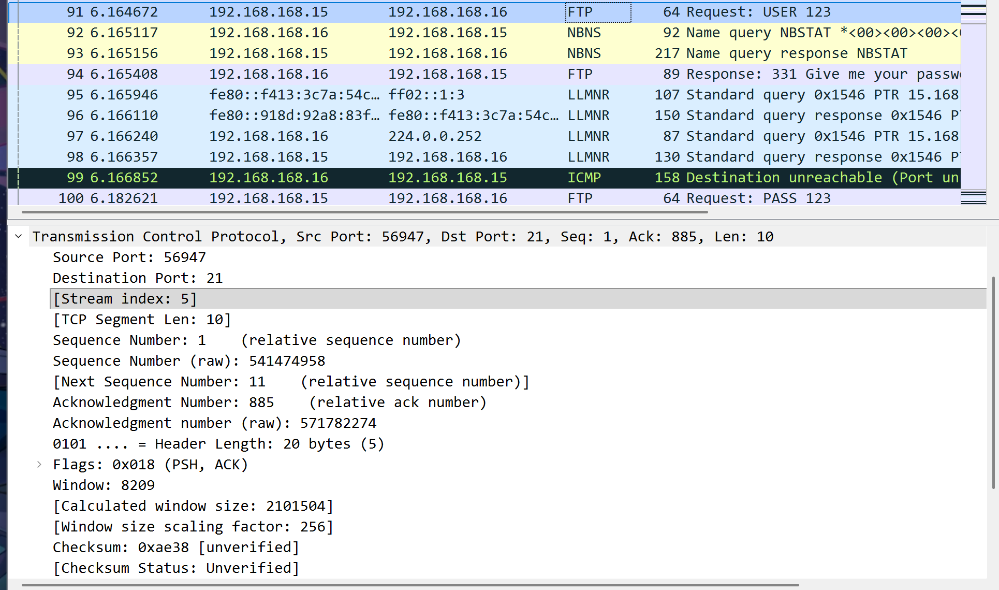 91 6.164672 192.168.168.15 192.168.168.16 FTP 64 Request: USER 123
92 6.165117 192.168.168.16 192.168.168.15 NBNS 92 Name query NBSTAT *<00><00><00><
93 6.165156 192.168.168.15 192.168.168.16 NBNS 217 Name query response NBSTAT
94 6.165408 192.168.168.16 192.168.168.15 FTP 89 Response: 331 Give me your passw
95 6.165946 fe80::f413:3c7a:54c… ff02::1:3 LLMNR 107 Standard query 0x1546 PTR 15.168
96 6.166110 fe80::918d:92a8:83f… fe80::f413:3c7a:54c… LLMNR 150 Standard query response 0x1546 P
97 6.166240 192.168.168.16 224.0.0.252 LLMNR 87 Standard query 0x1546 PTR 15.168
98 6.166357 192.168.168.15 192.168.168.16 LLMNR 130 Standard query response 0x1546 P
99 6.166852 192.168.168.16 192.168.168.15 ICMP 158 Destination unreachable (Port un
100 6.182621 192.168.168.15 192.168.168.16 FTP 64 Request: PASS 123
Transmission Control Protocol, Src Port: 56947, Dst Port: 21, Seq: 1, Ack: 885, Len: 10
Source Port: 56947
Destination Port: 21
[Stream index: 5]
[TCP Segment Len: 10]
Sequence Number: 1 (relative sequence number)
Sequence Number (raw): 541474958
[Next Sequence Number: 11 (relative sequence number)]
Acknowledgment Number: 885 (relative ack number)
Acknowledgment number (raw): 571782274
0101 .... = Header Length: 20 bytes (5)
Flags: 0x018 (PSH, ACK)
Window: 8209
[Calculated window size: 2101504]
[Window size scaling factor: 256]
Checksum: 0xae38 [unverified]
[Checksum Status: Unverified]